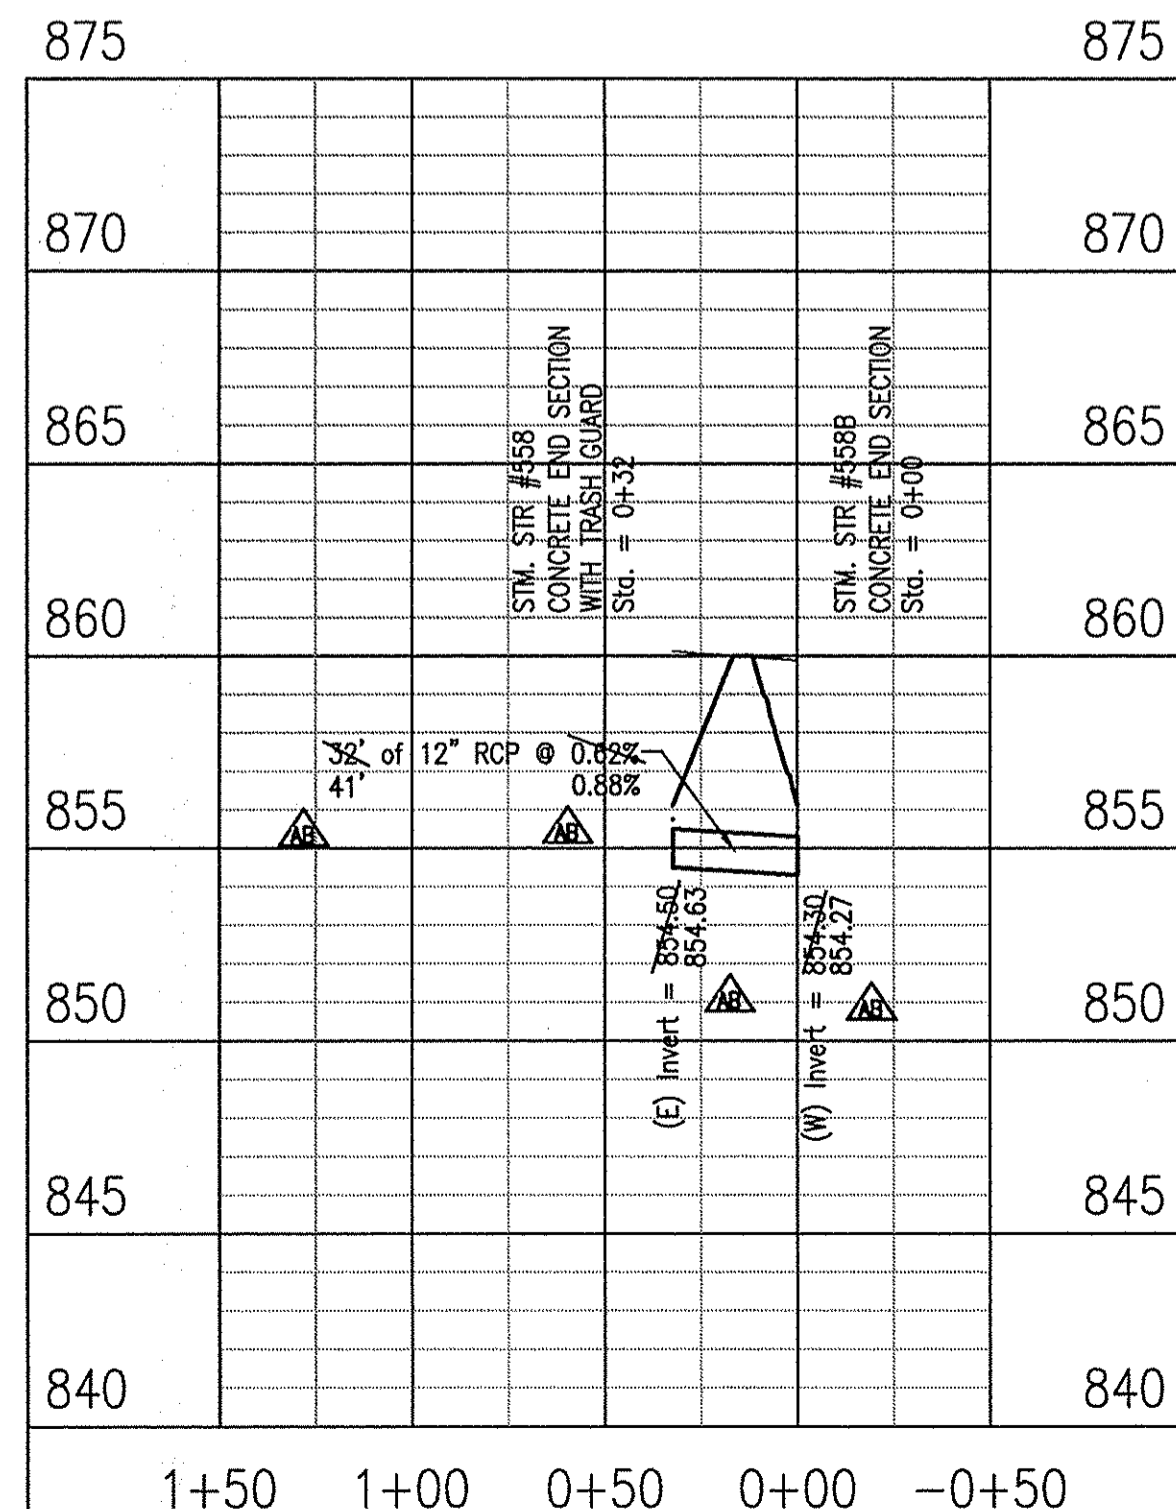 875 875
870 870
865 865
860 860
855 855
850 850
845 845
840 840
STM. STR #558
CONCRETE END SECTION
WITH TRASH GUARD
Sta. = 0+32
STM. STR #558B
CONCRETE END SECTION
Sta. = 0+00
32' of 12" RCP @ 0.62%
41' 0.88%
AB AB
(E) Invert = 854.50
854.63
(W) Invert = 854.30
854.27
AB AB
1+50 1+00 0+50 0+00 -0+50